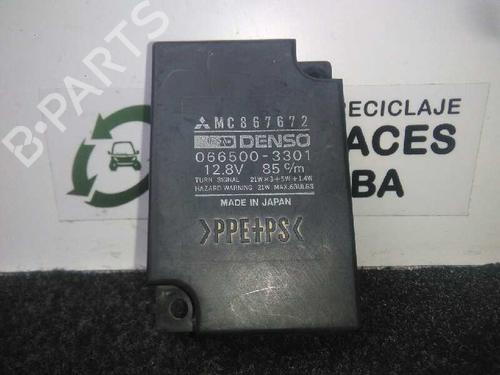 B-PARTS
MC867672
DENSO
066500-3301
12.8V 85 c/m
TURN SIGNAL 21W×3+5W+1.4W
HAZARD WARNING 21W MAX.
MADE IN JAPAN
>PPE+PS<
RECICLAJE
ACES
BA